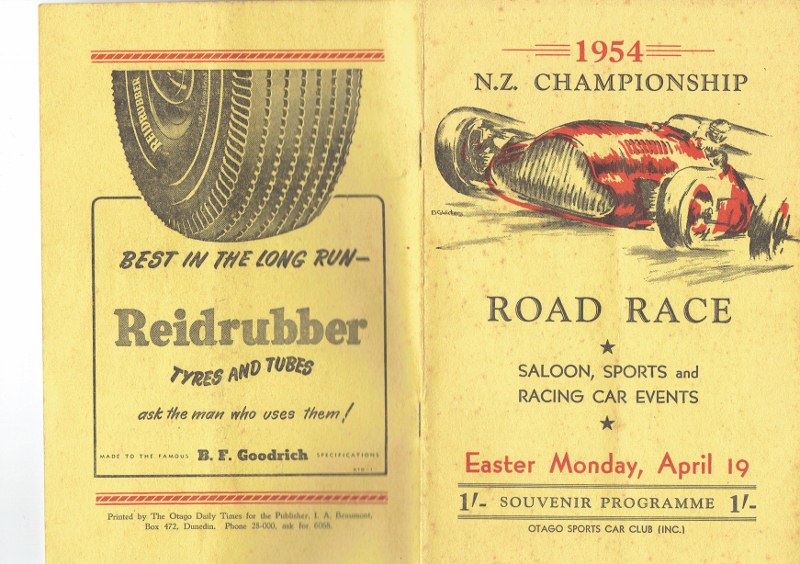 REIDRUBBER
BEST IN THE LONG RUN—
Reidrubber
TYRES AND TUBES
ask the man who uses them!
MADE TO THE FAMOUS B. F. Goodrich SPECIFICATIONS
Printed by The Otago Daily Times for the Publisher, I. A. Beaumont,
Box 472, Dunedin. Phone 28-000, ask for 6068.
1954
N.Z. CHAMPIONSHIP
ROAD RACE
★
SALOON, SPORTS and
RACING CAR EVENTS
★
Easter Monday, April 19
1/- SOUVENIR PROGRAMME 1/-
OTAGO SPORTS CAR CLUB (INC.)